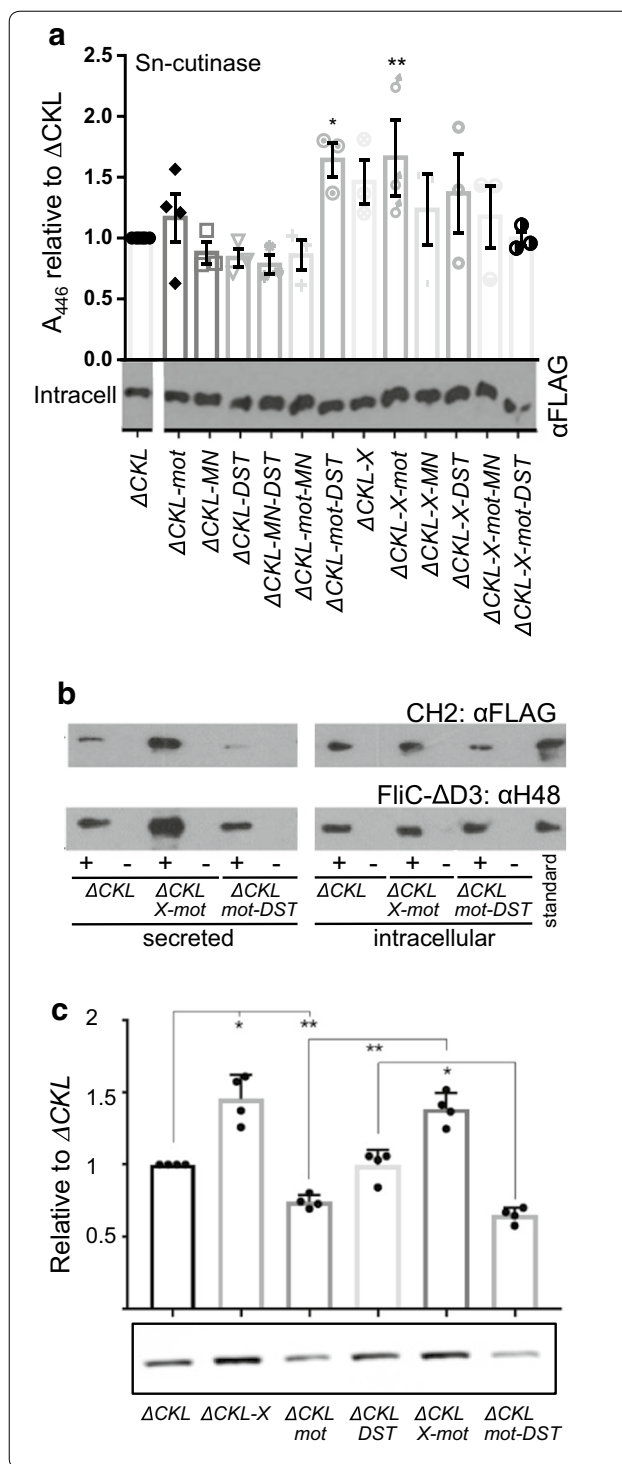 a
2.5
Sn-cutinase
**
*
2.0
1.5
1.0
0.5
0.0
A446 relative to ΔCKL
Intracell
αFLAG
ΔCKL
ΔCKL-mot
ΔCKL-MN
ΔCKL-DST
ΔCKL-MN-DST
ΔCKL-mot-MN
ΔCKL-mot-DST
ΔCKL-X
ΔCKL-X-mot
ΔCKL-X-MN
ΔCKL-X-DST
ΔCKL-X-mot-MN
ΔCKL-X-mot-DST
b
CH2: αFLAG
FliC-ΔD3: αH48
+ - + - + - + - + - + - standard
ΔCKL ΔCKL ΔCKL ΔCKL ΔCKL ΔCKL
X-mot mot-DST X-mot mot-DST
secreted intracellular
c
2
* **
** *
1.5
1
0.5
Relative to ΔCKL
ΔCKL ΔCKL-X ΔCKL ΔCKL ΔCKL ΔCKL
mot DST X-mot mot-DST